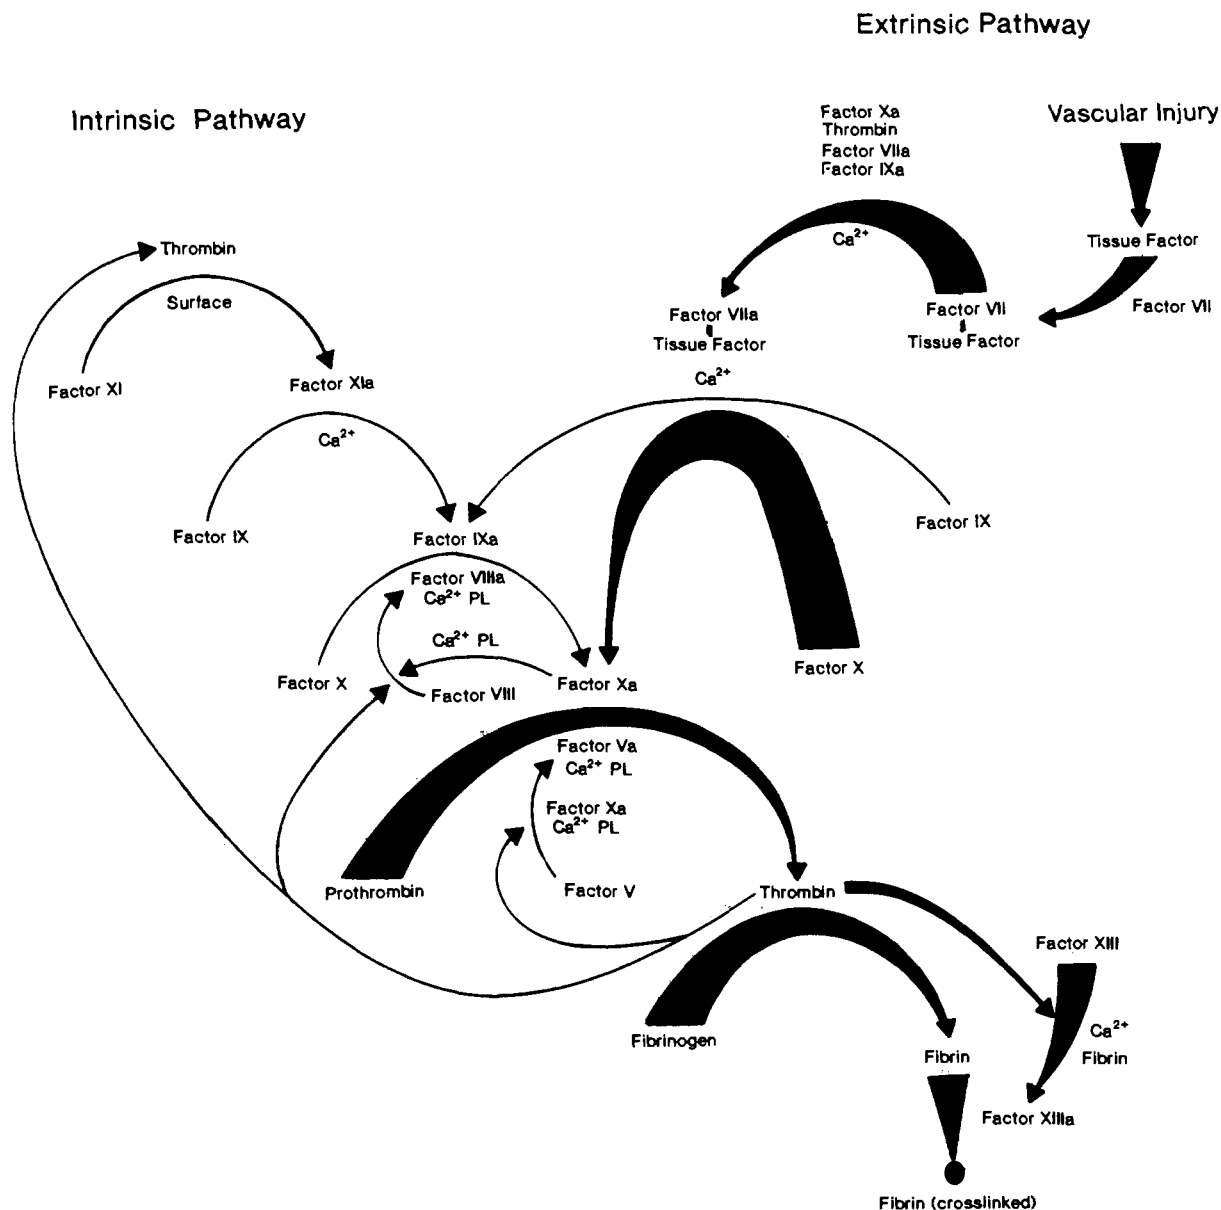 Extrinsic Pathway
Intrinsic Pathway
Factor Xa
Thrombin
Factor VIIa
Factor IXa
Vascular Injury
Ca²⁺
Tissue Factor
Factor VII
Thrombin
Surface
Factor VIIa
Tissue Factor
Factor VII
Tissue Factor
Ca²⁺
Factor XI
Factor XIa
Ca²⁺
Factor IX
Factor IXa
Factor IX
Factor VIIIa
Ca²⁺ PL
Ca²⁺ PL
Factor X
Factor VIII
Factor Xa
Factor X
Factor Va
Ca²⁺ PL
Factor Xa
Ca²⁺ PL
Prothrombin
Factor V
Thrombin
Factor XIII
Ca²⁺
Fibrin
Fibrinogen
Fibrin
Factor XIIIa
Fibrin (crosslinked)